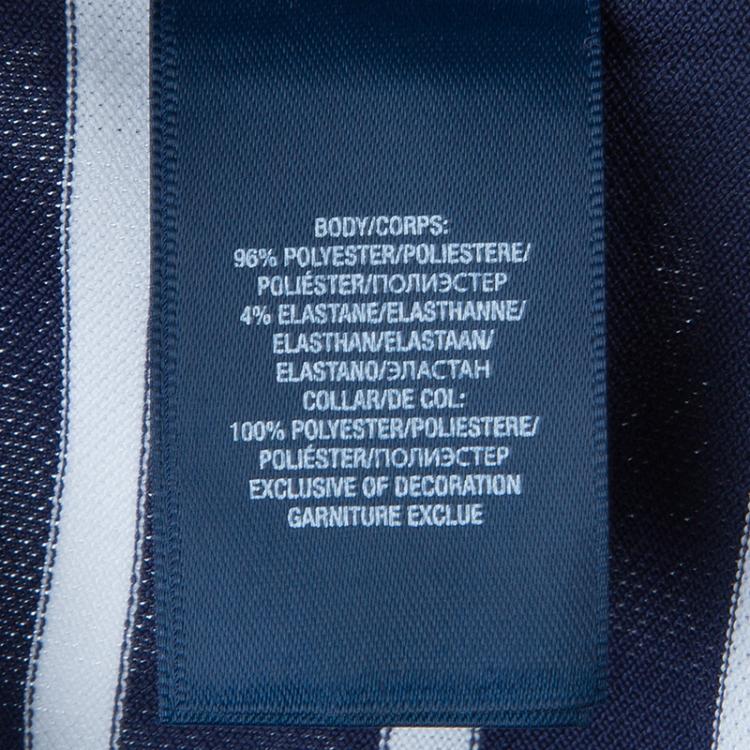 BODY/CORPS:
96% POLYESTER/POLIESTERE/
POLIÉSTER/ПОЛИЭСТЕР
4% ELASTANE/ELASTHANNE/
ELASTHAN/ELASTAAN/
ELASTANO/ЭЛАСТАН
COLLAR/DE COL:
100% POLYESTER/POLIESTERE/
POLIÉSTER/ПОЛИЭСТЕР
EXCLUSIVE OF DECORATION
GARNITURE EXCLUE